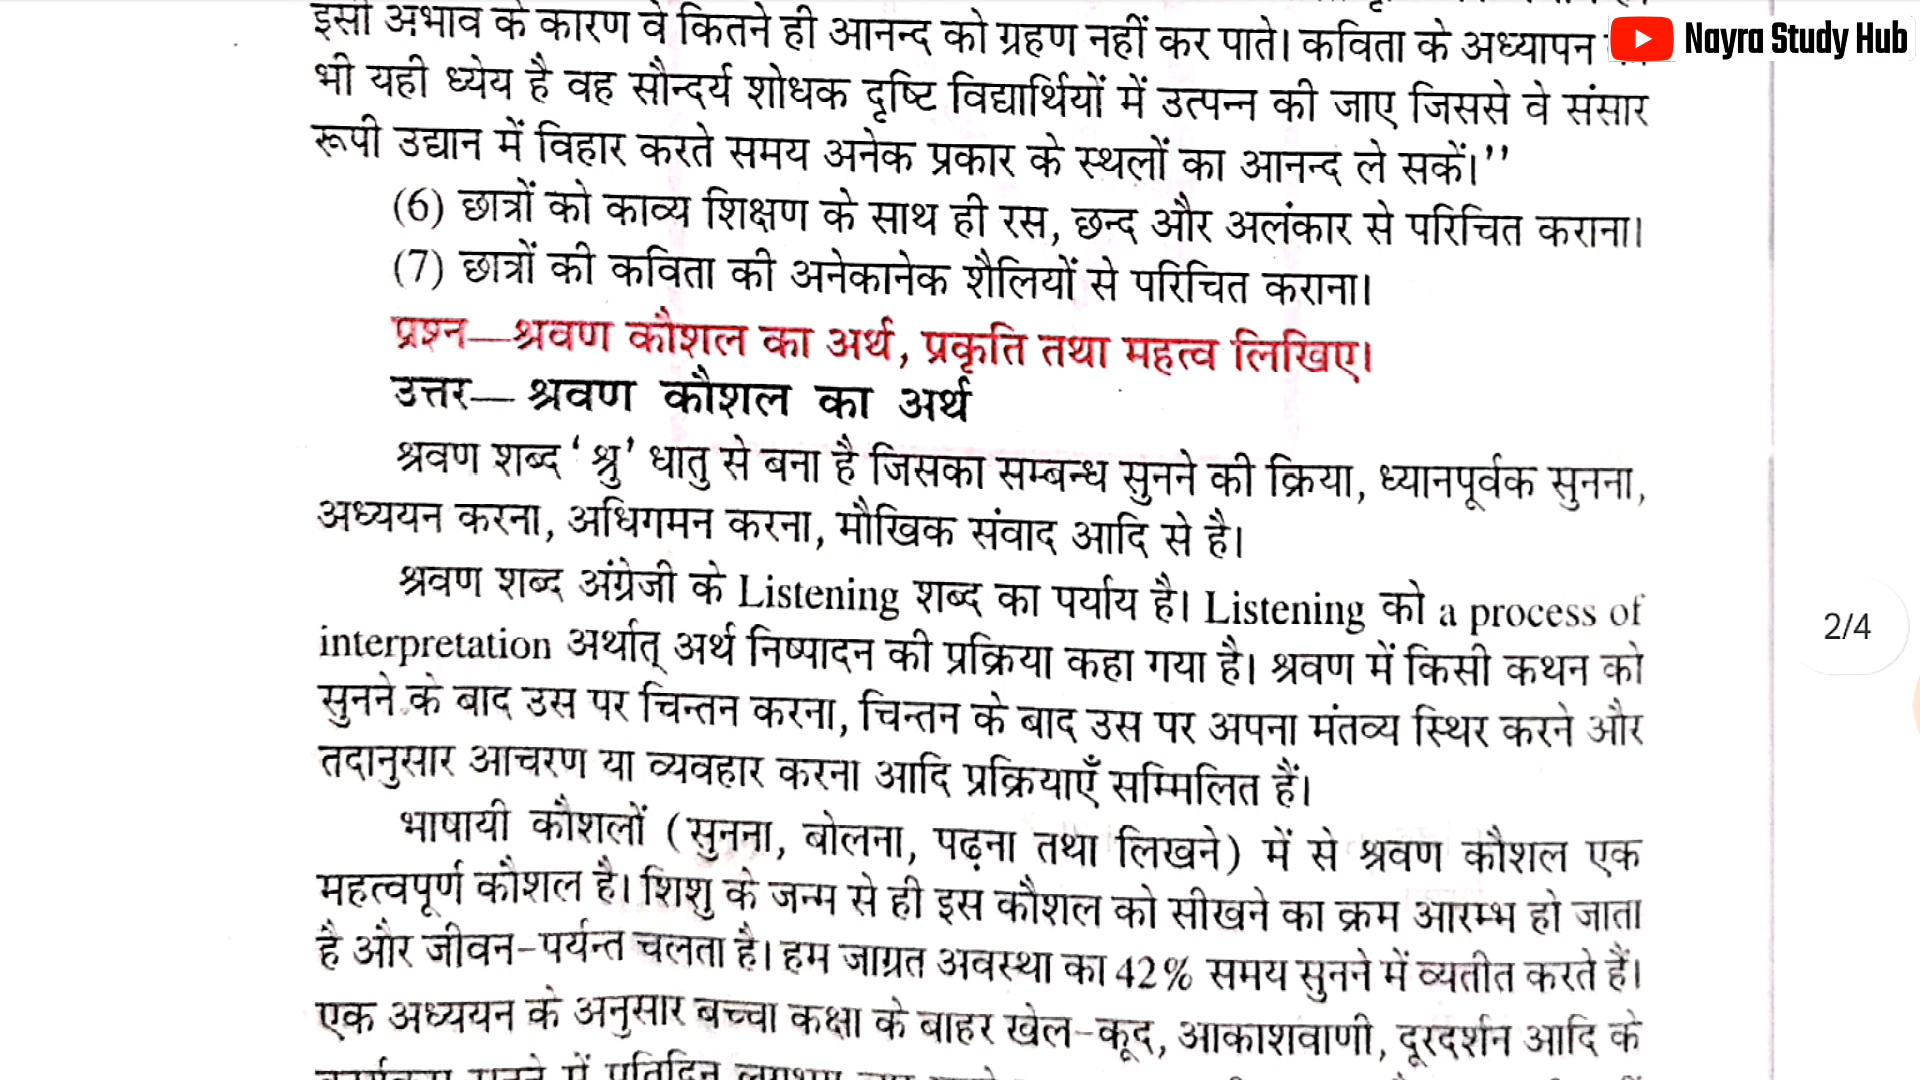 इसी अभाव के कारण वे कितने ही आनन्द को ग्रहण नहीं कर पाते। कविता के अध्यापन
Nayra Study Hub
भी यही ध्येय है वह सौन्दर्य शोधक दृष्टि विद्यार्थियों में उत्पन्न की जाए जिससे वे संसार
रूपी उद्यान में विहार करते समय अनेक प्रकार के स्थलों का आनन्द ले सकें।’’
(6) छात्रों को काव्य शिक्षण के साथ ही रस, छन्द और अलंकार से परिचित कराना।
(7) छात्रों की कविता की अनेकानेक शैलियों से परिचित कराना।
प्रश्न—श्रवण कौशल का अर्थ, प्रकृति तथा महत्व लिखिए।
उत्तर— श्रवण कौशल का अर्थ
श्रवण शब्द ‘श्रु’ धातु से बना है जिसका सम्बन्ध सुनने की क्रिया, ध्यानपूर्वक सुनना,
अध्ययन करना, अधिगमन करना, मौखिक संवाद आदि से है।
श्रवण शब्द अंग्रेजी के Listening शब्द का पर्याय है। Listening को a process of
interpretation अर्थात् अर्थ निष्पादन की प्रक्रिया कहा गया है। श्रवण में किसी कथन को
सुनने के बाद उस पर चिन्तन करना, चिन्तन के बाद उस पर अपना मंतव्य स्थिर करने और
तदानुसार आचरण या व्यवहार करना आदि प्रक्रियाएँ सम्मिलित हैं।
2/4
भाषायी कौशलों (सुनना, बोलना, पढ़ना तथा लिखने) में से श्रवण कौशल एक
महत्वपूर्ण कौशल है। शिशु के जन्म से ही इस कौशल को सीखने का क्रम आरम्भ हो जाता
है और जीवन-पर्यन्त चलता है। हम जाग्रत अवस्था का 42% समय सुनने में व्यतीत करते हैं।
एक अध्ययन के अनुसार बच्चा कक्षा के बाहर खेल-कूद, आकाशवाणी, दूरदर्शन आदि के